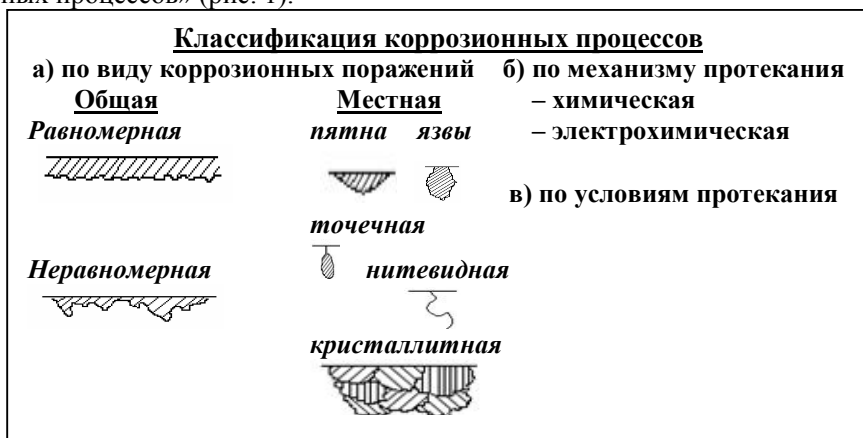 ных процессов» (рис. 1).
Классификация коррозионных процессов
а) по виду коррозионных поражений б) по механизму протекания
Общая Местная – химическая
Равномерная пятна язвы – электрохимическая
в) по условиям протекания
точечная
Неравномерная нитевидная
кристаллитная